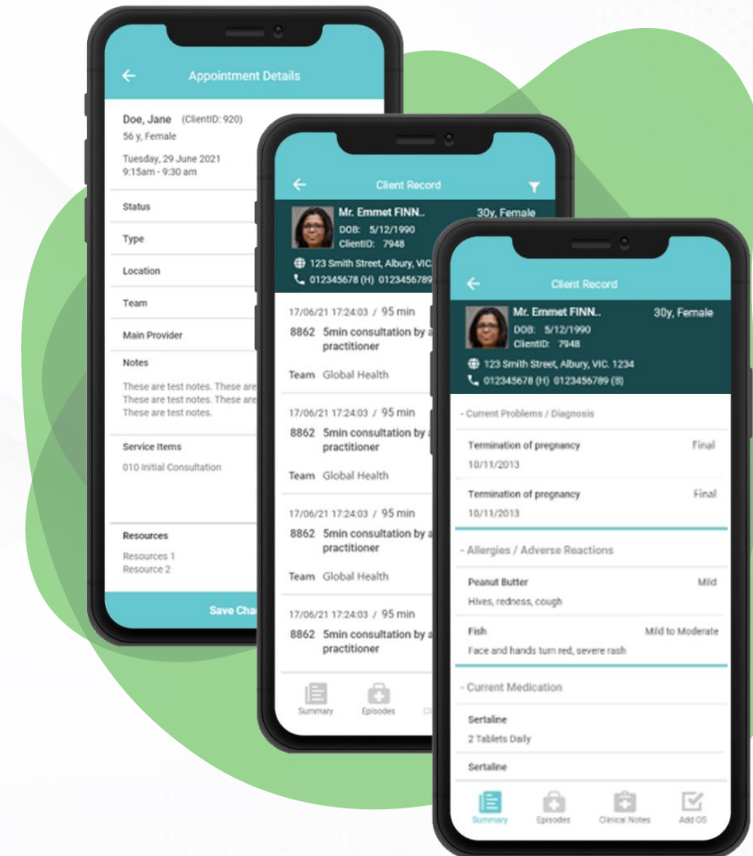 Appointment Details
Doe, Jane (ClientID: 920)
56 y, Female
Tuesday, 29 June 2021
9:15am - 9:30 am
Status
Type
Location
Team
Main Provider
Notes
These are test notes. These are
These are test notes. These are
These are test notes.
Service Items
010 Initial Consultation
Resources
Resources 1
Resource 2
Save Cha
Client Record
Mr. Emmet FINN.. 30y, Female
DOB: 5/12/1990
ClientID: 7948
123 Smith Street, Albury, VIC.
012345678 (H) 0123456789
17/06/21 17:24:03 / 95 min
8862 5min consultation by a
practitioner
Team Global Health
17/06/21 17:24:03 / 95 min
8862 5min consultation by a
practitioner
Team Global Health
17/06/21 17:24:03 / 95 min
8862 5min consultation by a
practitioner
Team Global Health
17/06/21 17:24:03 / 95 min
8862 5min consultation by a
practitioner
Summary Episodes
Client Record
Mr. Emmet FINN.. 30y, Female
DOB: 5/12/1990
ClientID: 7948
123 Smith Street, Albury, VIC. 1234
012345678 (H) 0123456789 (B)
- Current Problems / Diagnosis
Termination of pregnancy Final
10/11/2013
Termination of pregnancy Final
10/11/2013
- Allergies / Adverse Reactions
Peanut Butter Mild
Hives, redness, cough
Fish Mild to Moderate
Face and hands turn red, severe rash
- Current Medication
Sertaline
2 Tablets Daily
Sertaline
Summary Episodes Clinical Notes Add OS